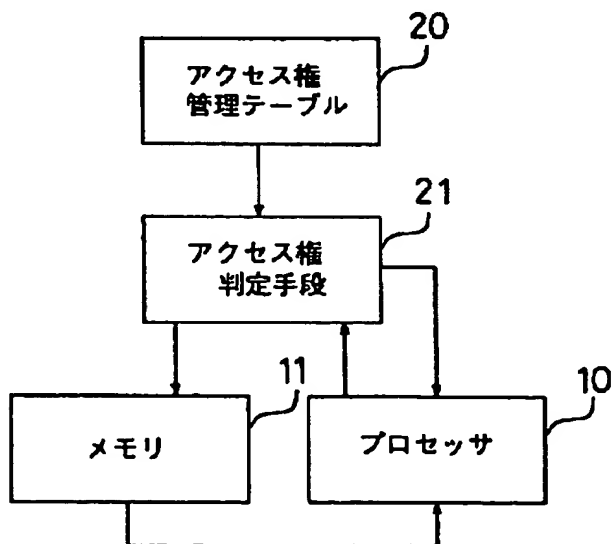 20
アクセス権
管理テーブル
21
アクセス権
判定手段
11
メモリ
10
プロセッサ